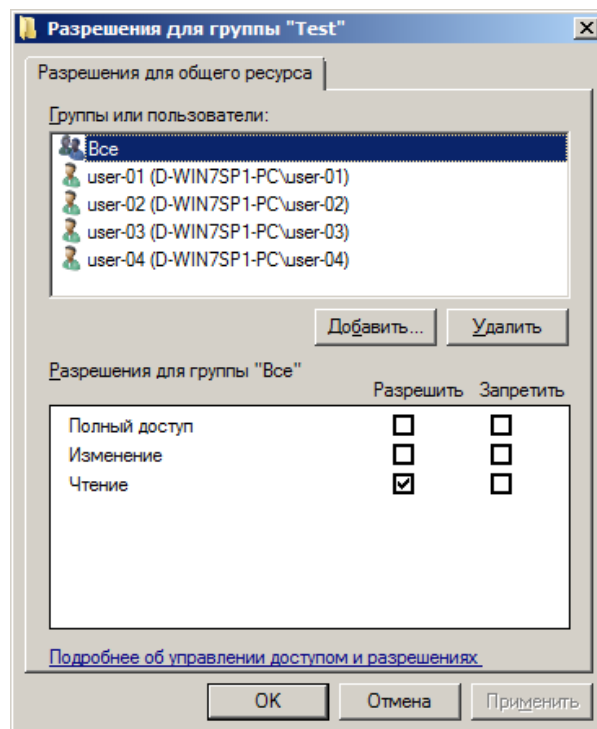 Разрешения для группы "Test"
Разрешения для общего ресурса
Группы или пользователи:
Все
user-01 (D-WIN7SP1-PC\user-01)
user-02 (D-WIN7SP1-PC\user-02)
user-03 (D-WIN7SP1-PC\user-03)
user-04 (D-WIN7SP1-PC\user-04)
Добавить... Удалить
Разрешения для группы "Все"
Разрешить Запретить
Полный доступ
Изменение
Чтение
Подробнее об управлении доступом и разрешениях
OK Отмена Применить